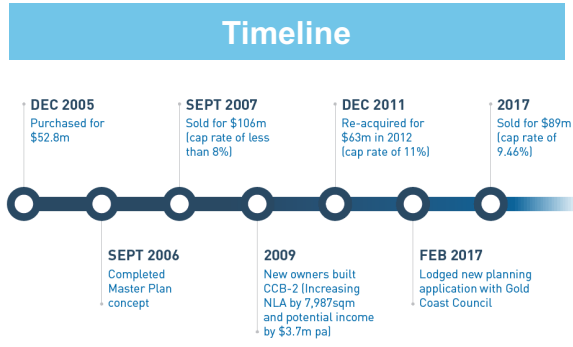 Timeline
DEC 2005
Purchased for
$52.8m
SEPT 2007
Sold for $106m
(cap rate of less
than 8%)
DEC 2011
Re-acquired for
$63m in 2012
(cap rate of 11%)
2017
Sold for $89m
(cap rate of
9.46%)
SEPT 2006
Completed
Master Plan
concept
2009
New owners built
CCB-2 (Increasing
NLA by 7,987sqm
and potential income
by $3.7m pa)
FEB 2017
Lodged new planning
application with Gold
Coast Council